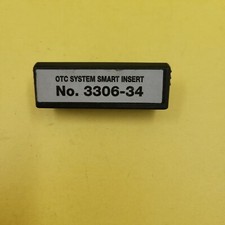 OTC SYSTEM SMART INSERT
No. 3306-34